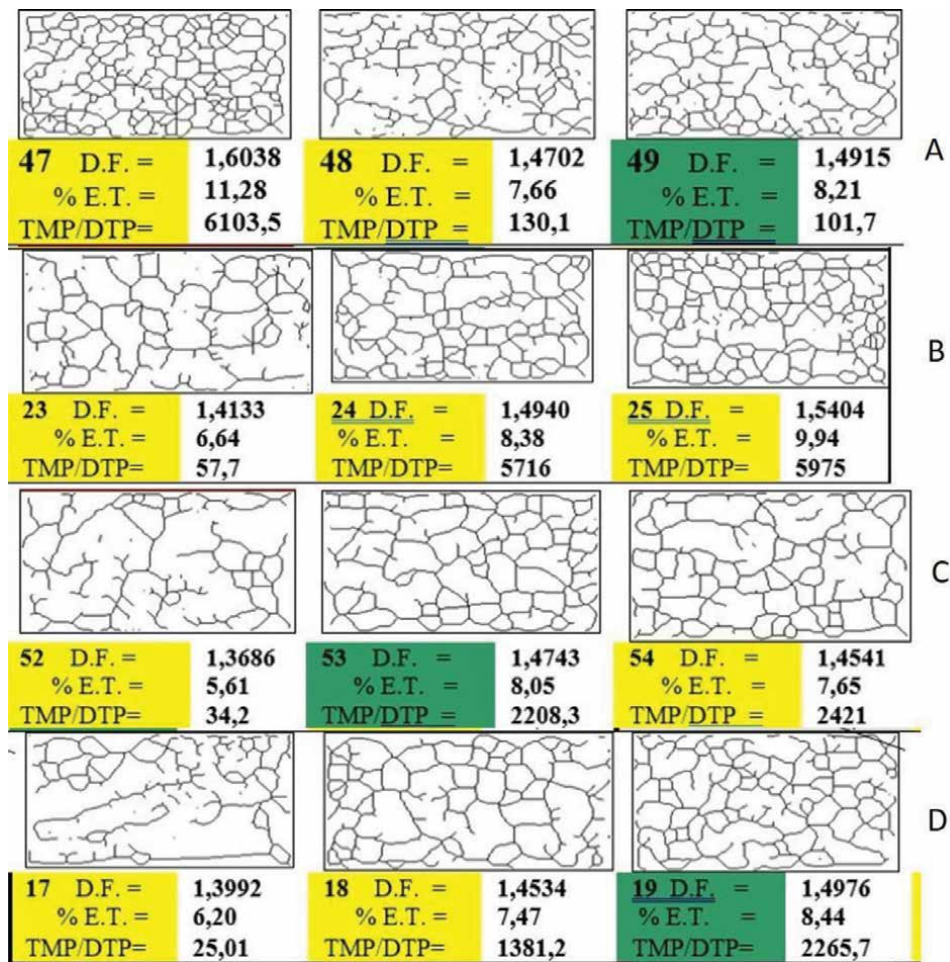 47 D.F. = 1,6038 48 D.F. = 1,4702 49 D.F. = 1,4915 A
% E.T. = 11,28 % E.T. = 7,66 % E.T. = 8,21
TMP/DTP= 6103,5 TMP/DTP = 130,1 TMP/DTP = 101,7
B
23 D.F. = 1,4133 24 D.F. = 1,4940 25 D.F. = 1,5404
% E.T. = 6,64 % E.T. = 8,38 % E.T. = 9,94
TMP/DTP= 57,7 TMP/DTP= 5716 TMP/DTP= 5975
C
52 D.F. = 1,3686 53 D.F. = 1,4743 54 D.F. = 1,4541
% E.T. = 5,61 % E.T. = 8,05 % E.T. = 7,65
TMP/DTP= 34,2 TMP/DTP = 2208,3 TMP/DTP = 2421
D
17 D.F. = 1,3992 18 D.F. = 1,4534 19 D.F. = 1,4976
% E.T. = 6,20 % E.T. = 7,47 % E.T. = 8,44
TMP/DTP= 25,01 TMP/DTP= 1381,2 TMP/DTP= 2265,7